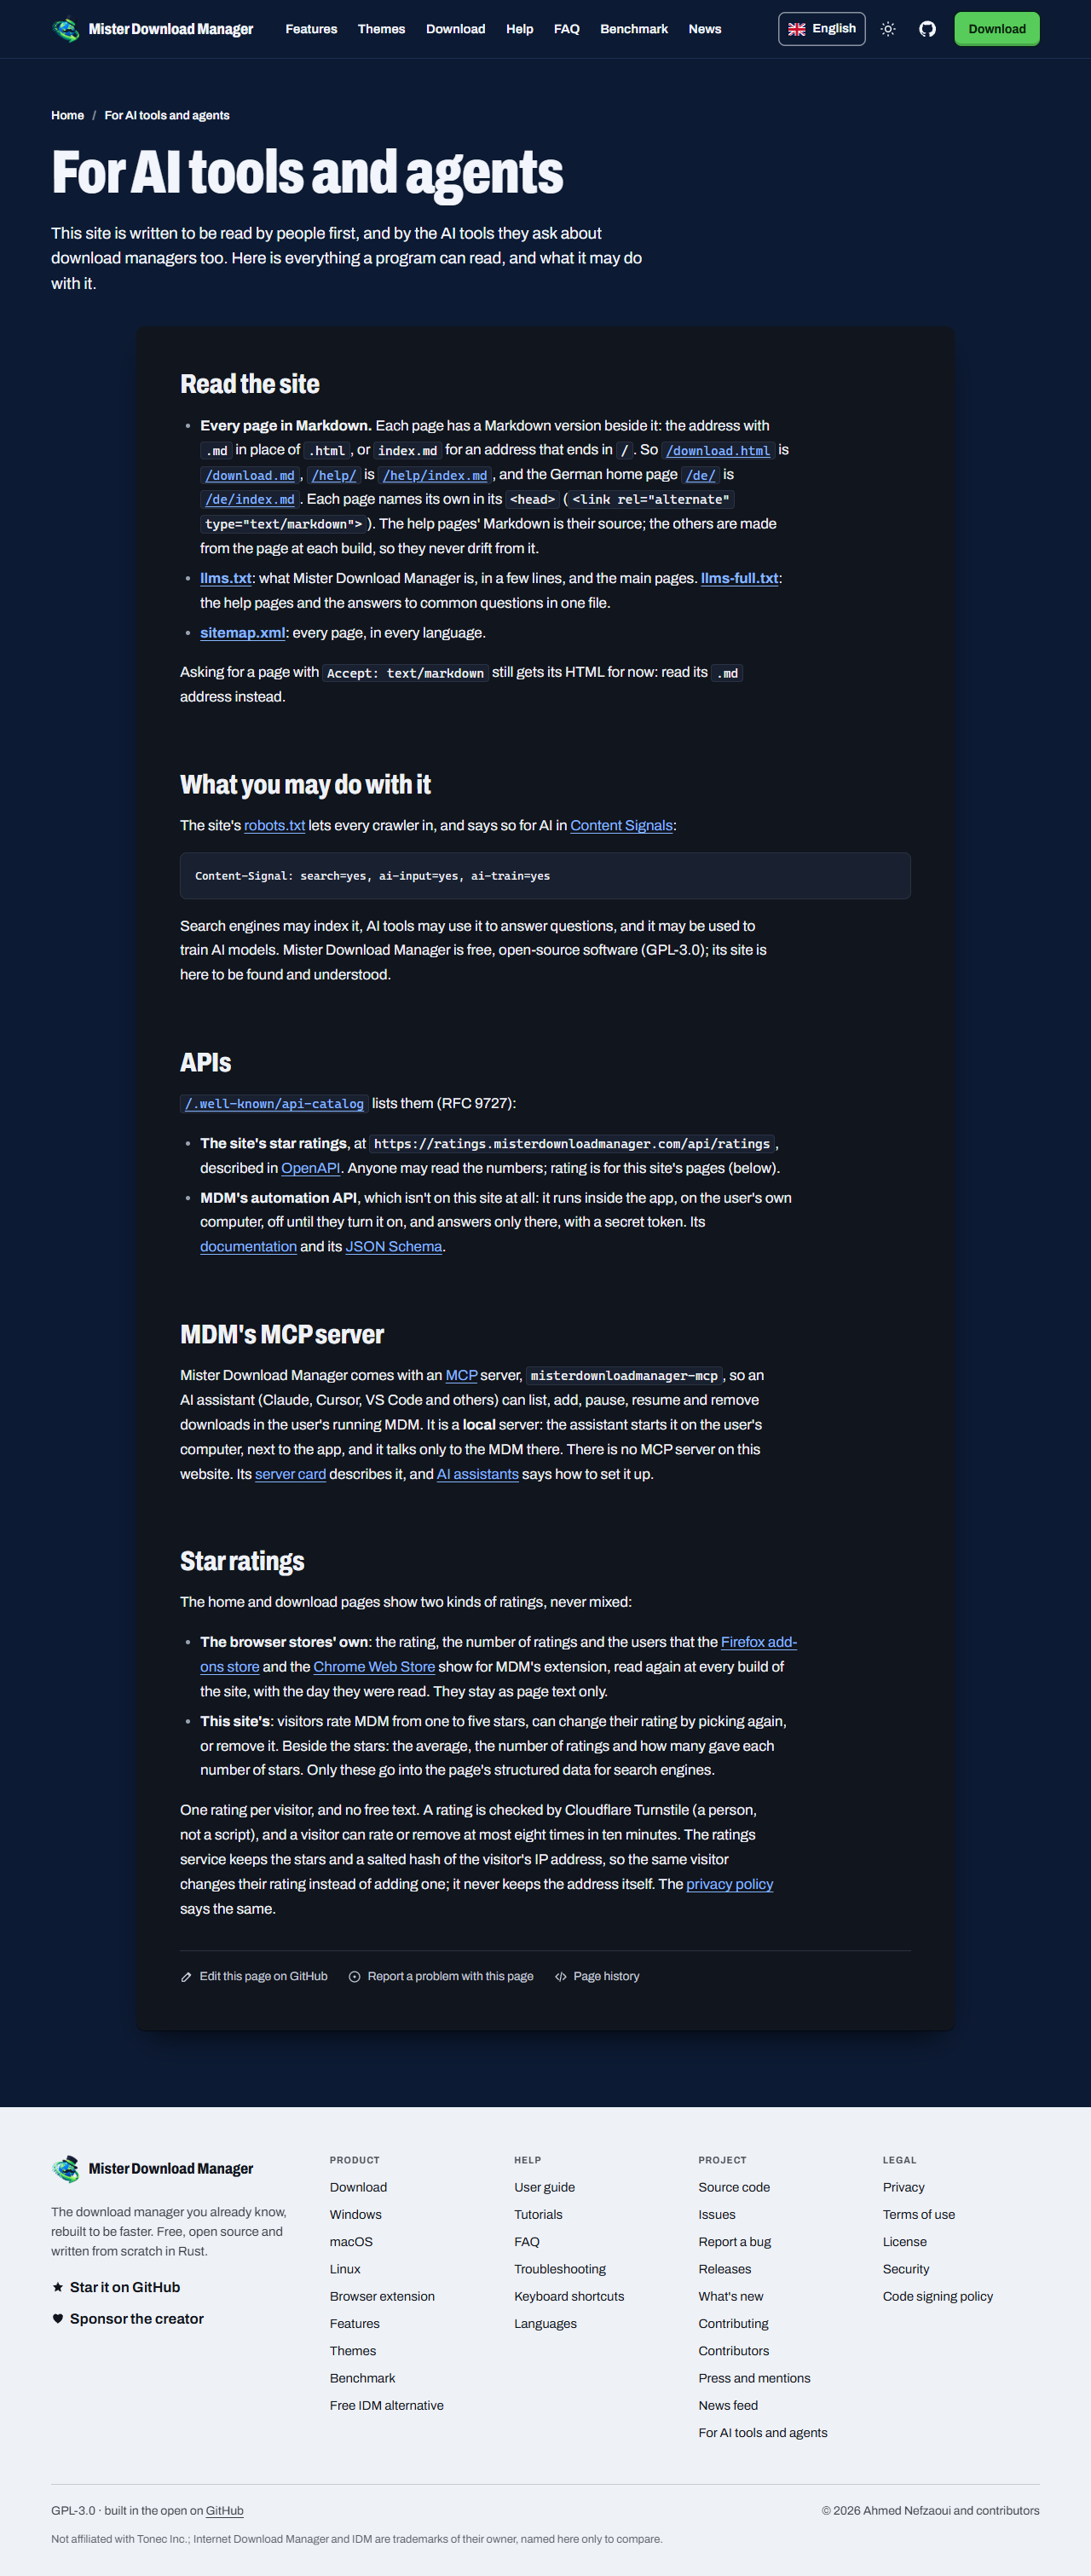 Mister Download Manager
Features
Themes
Download
Help
FAQ
Benchmark
News
English
Download
Home / For AI tools and agents
For AI tools and agents
This site is written to be read by people first, and by the AI tools they ask about
download managers too. Here is everything a program can read, and what it may do
with it.
Read the site
• Every page in Markdown. Each page has a Markdown version beside it: the address with
.md in place of .html, or index.md for an address that ends in /. So /download.html is
/download.md, /help/ is /help/index.md, and the German home page /de/ is
/de/index.md. Each page names its own in its <head> (<link rel="alternate"
type="text/markdown">). The help pages' Markdown is their source; the others are made
from the page at each build, so they never drift from it.
• llms.txt: what Mister Download Manager is, in a few lines, and the main pages. llms-full.txt:
the help pages and the answers to common questions in one file.
• sitemap.xml: every page, in every language.
Asking for a page with Accept: text/markdown still gets its HTML for now: read its .md
address instead.
What you may do with it
The site's robots.txt lets every crawler in, and says so for AI in Content Signals:
Content-Signal: search=yes, ai-input=yes, ai-train=yes
Search engines may index it, AI tools may use it to answer questions, and it may be used to
train AI models. Mister Download Manager is free, open-source software (GPL-3.0); its site is
here to be found and understood.
APIs
/.well-known/api-catalog lists them (RFC 9727):
• The site's star ratings, at https://ratings.misterdownloadmanager.com/api/ratings,
described in OpenAPI. Anyone may read the numbers; rating is for this site's pages (below).
• MDM's automation API, which isn't on this site at all: it runs inside the app, on the user's own
computer, off until they turn it on, and answers only there, with a secret token. Its
documentation and its JSON Schema.
MDM's MCP server
Mister Download Manager comes with an MCP server, misterdownloadmanager-mcp, so an
AI assistant (Claude, Cursor, VS Code and others) can list, add, pause, resume and remove
downloads in the user's running MDM. It is a local server: the assistant starts it on the user's
computer, next to the app, and it talks only to the MDM there. There is no MCP server on this
website. Its server card describes it, and AI assistants says how to set it up.
Star ratings
The home and download pages show two kinds of ratings, never mixed:
• The browser stores' own: the rating, the number of ratings and the users that the Firefox add-
ons store and the Chrome Web Store show for MDM's extension, read again at every build of
the site, with the day they were read. They stay as page text only.
• This site's: visitors rate MDM from one to five stars, can change their rating by picking again,
or remove it. Beside the stars: the average, the number of ratings and how many gave each
number of stars. Only these go into the page's structured data for search engines.
One rating per visitor, and no free text. A rating is checked by Cloudflare Turnstile (a person,
not a script), and a visitor can rate or remove at most eight times in ten minutes. The ratings
service keeps the stars and a salted hash of the visitor's IP address, so the same visitor
changes their rating instead of adding one; it never keeps the address itself. The privacy policy
says the same.
Edit this page on GitHub
Report a problem with this page
Page history
Mister Download Manager
The download manager you already know,
rebuilt to be faster. Free, open source and
written from scratch in Rust.
Star it on GitHub
Sponsor the creator
PRODUCT
Download
Windows
macOS
Linux
Browser extension
Features
Themes
Benchmark
Free IDM alternative
HELP
User guide
Tutorials
FAQ
Troubleshooting
Keyboard shortcuts
Languages
PROJECT
Source code
Issues
Report a bug
Releases
What's new
Contributing
Contributors
Press and mentions
News feed
For AI tools and agents
LEGAL
Privacy
Terms of use
License
Security
Code signing policy
GPL-3.0 · built in the open on GitHub
© 2026 Ahmed Nefzaoui and contributors
Not affiliated with Tonec Inc.; Internet Download Manager and IDM are trademarks of their owner, named here only to compare.